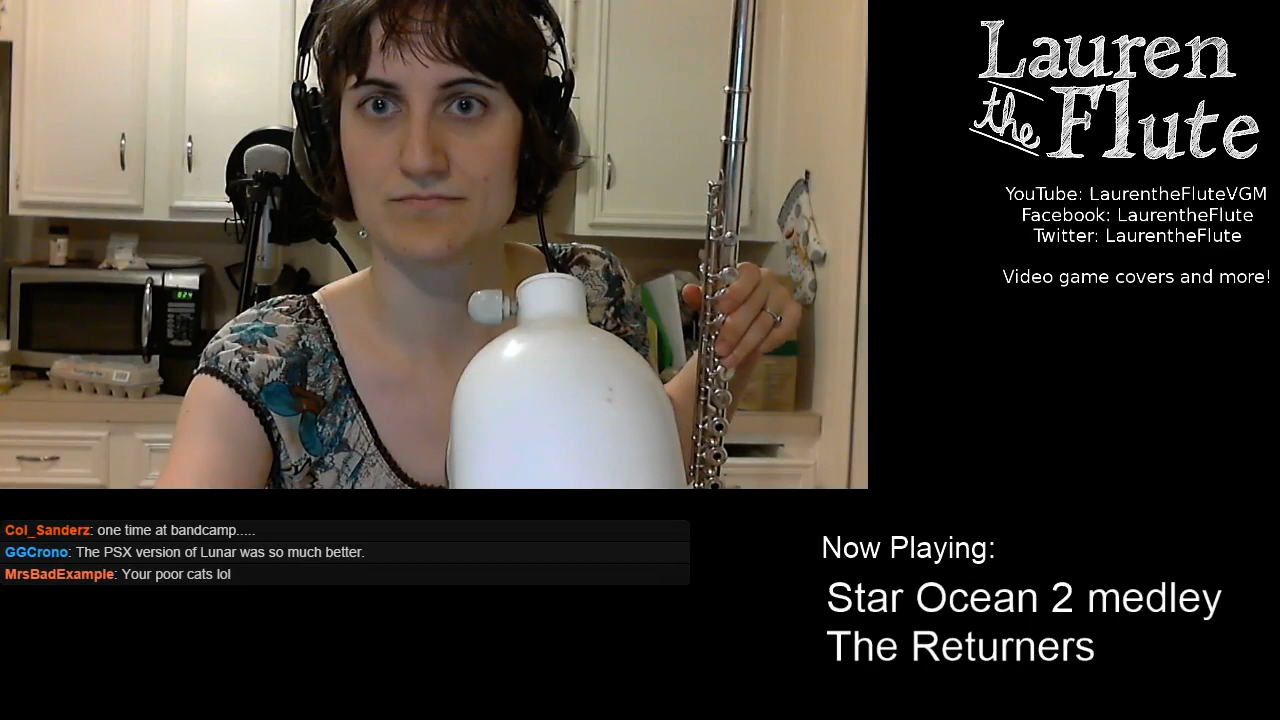 Lauren
the Flute
YouTube: LaurentheFluteVGM
Facebook: LaurentheFlute
Twitter: LaurentheFlute
Video game covers and more!
Col_Sanderz: one time at bandcamp.....
GGCrono: The PSX version of Lunar was so much better.
MrsBadExample: Your poor cats lol
Now Playing:
Star Ocean 2 medley
The Returners